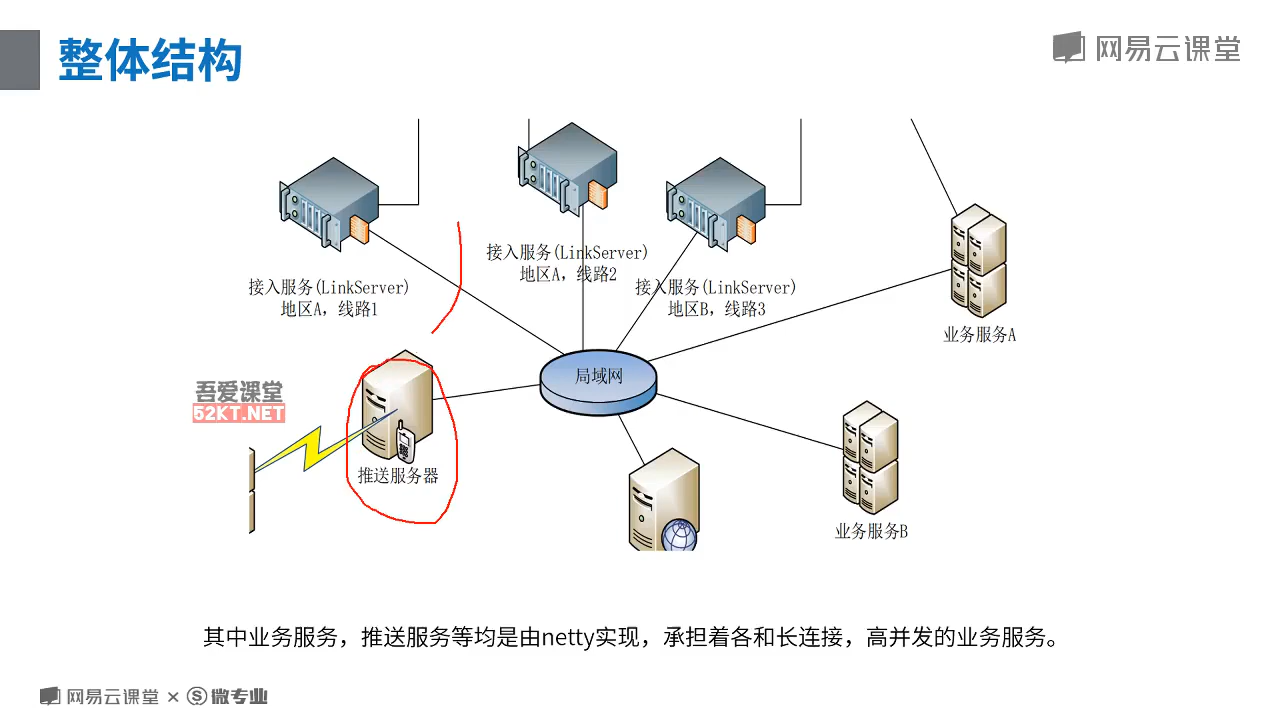 整体结构
网易云课堂
接入服务(LinkServer)
地区A，线路2
接入服务(LinkServer)
地区A，线路1
接入服务(LinkServer)
地区B，线路3
业务服务A
局域网
吾爱课堂
52KT.NET
推送服务器
业务服务B
其中业务服务，推送服务等均是由netty实现，承担着各和长连接，高并发的业务服务。
网易云课堂 × S 微专业